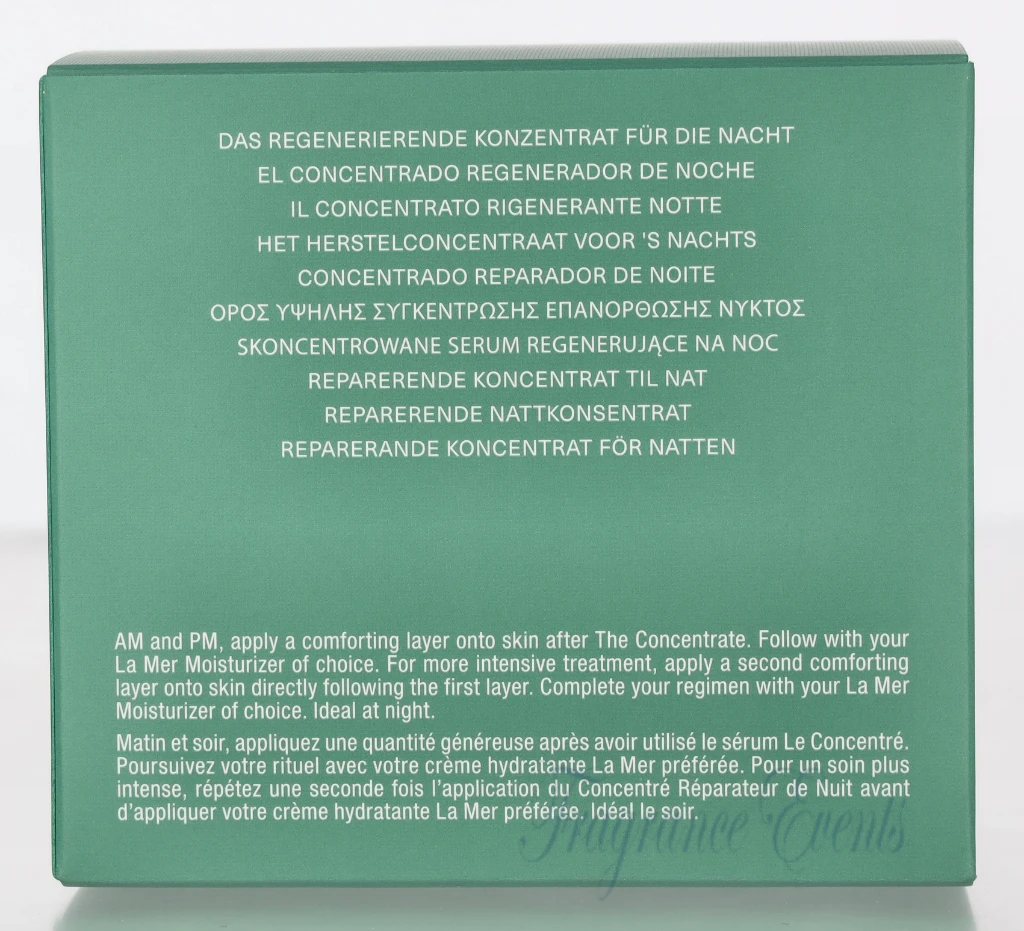 DAS REGENERIERENDE KONZENTRAT FÜR DIE NACHT
EL CONCENTRADO REGENERADOR DE NOCHE
IL CONCENTRATO RIGENERANTE NOTTE
HET HERSTELCONCENTRAAT VOOR 'S NACHTS
CONCENTRADO REPARADOR DE NOITE
ΟΡΟΣ ΥΨΗΛΗΣ ΣΥΓΚΕΝΤΡΩΣΗΣ ΕΠΑΝΟΡΘΩΣΗΣ ΝΥΚΤΟΣ
SKONCENTROWANE SERUM REGENERUJĄCE NA NOC
REPARERENDE KONCENTRAT TIL NAT
REPARERENDE NATTKONSENTRAT
REPARERANDE KONCENTRAT FÖR NATTEN
AM and PM, apply a comforting layer onto skin after The Concentrate. Follow with your
La Mer Moisturizer of choice. For more intensive treatment, apply a second comforting
layer onto skin directly following the first layer. Complete your regimen with your La Mer
Moisturizer of choice. Ideal at night.
Matin et soir, appliquez une quantité généreuse après avoir utilisé le sérum Le Concentré.
Poursuivez votre rituel avec votre crème hydratante La Mer préférée. Pour un soin plus
intense, répétez une seconde fois l'application du Concentré Réparateur de Nuit avant
d'appliquer votre crème hydratante La Mer préférée. Idéal le soir.
Fragrance Events